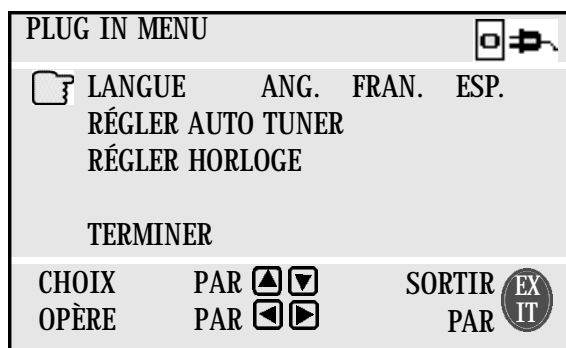 PLUG IN MENU
LANGUE ANG. FRAN. ESP.
RÉGLER AUTO TUNER
RÉGLER HORLOGE
TERMINER
CHOIX PAR ▲▼ SORTIR EX
OPÈRE PAR ◀▶ PAR IT